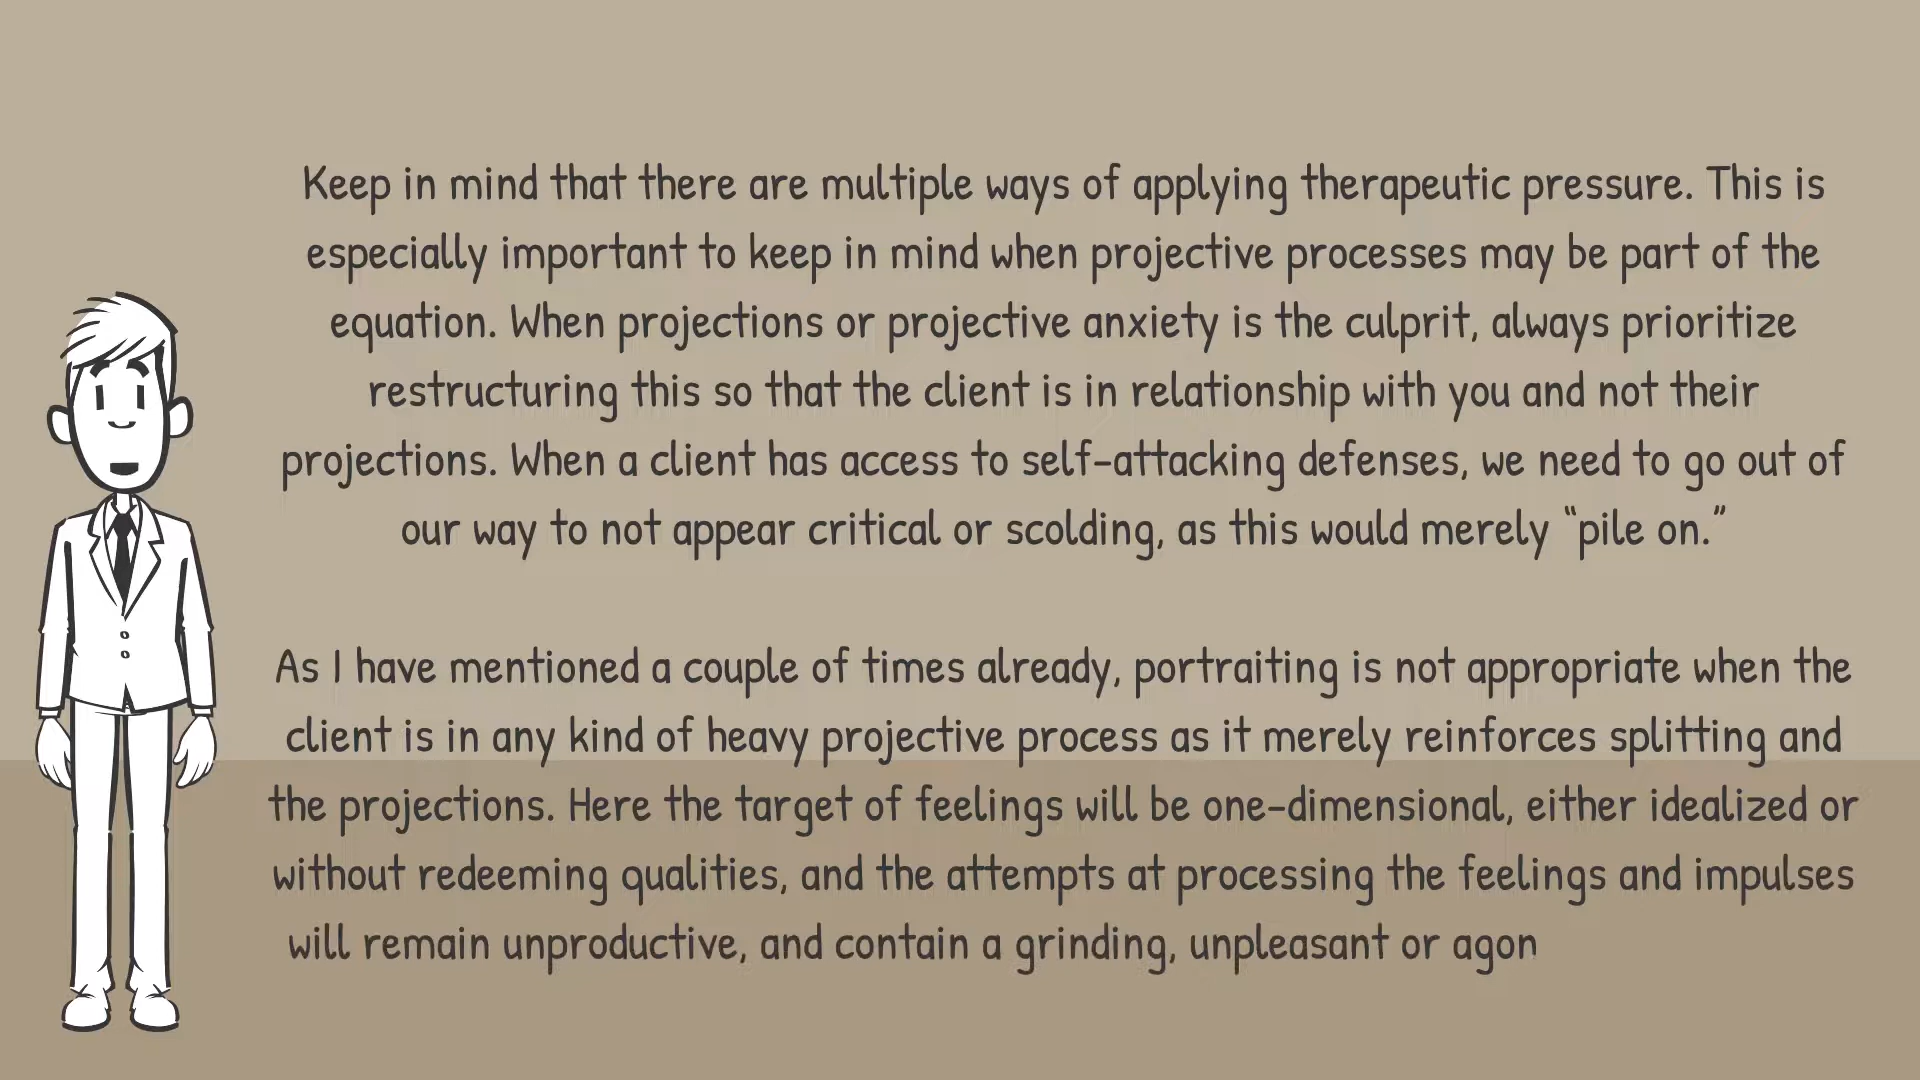 Keep in mind that there are multiple ways of applying therapeutic pressure. This is
especially important to keep in mind when projective processes may be part of the
equation. When projections or projective anxiety is the culprit, always prioritize
restructuring this so that the client is in relationship with you and not their
projections. When a client has access to self-attacking defenses, we need to go out of
our way to not appear critical or scolding, as this would merely “pile on.”
As I have mentioned a couple of times already, portraiting is not appropriate when the
client is in any kind of heavy projective process as it merely reinforces splitting and
the projections. Here the target of feelings will be one-dimensional, either idealized or
without redeeming qualities, and the attempts at processing the feelings and impulses
will remain unproductive, and contain a grinding, unpleasant or agon